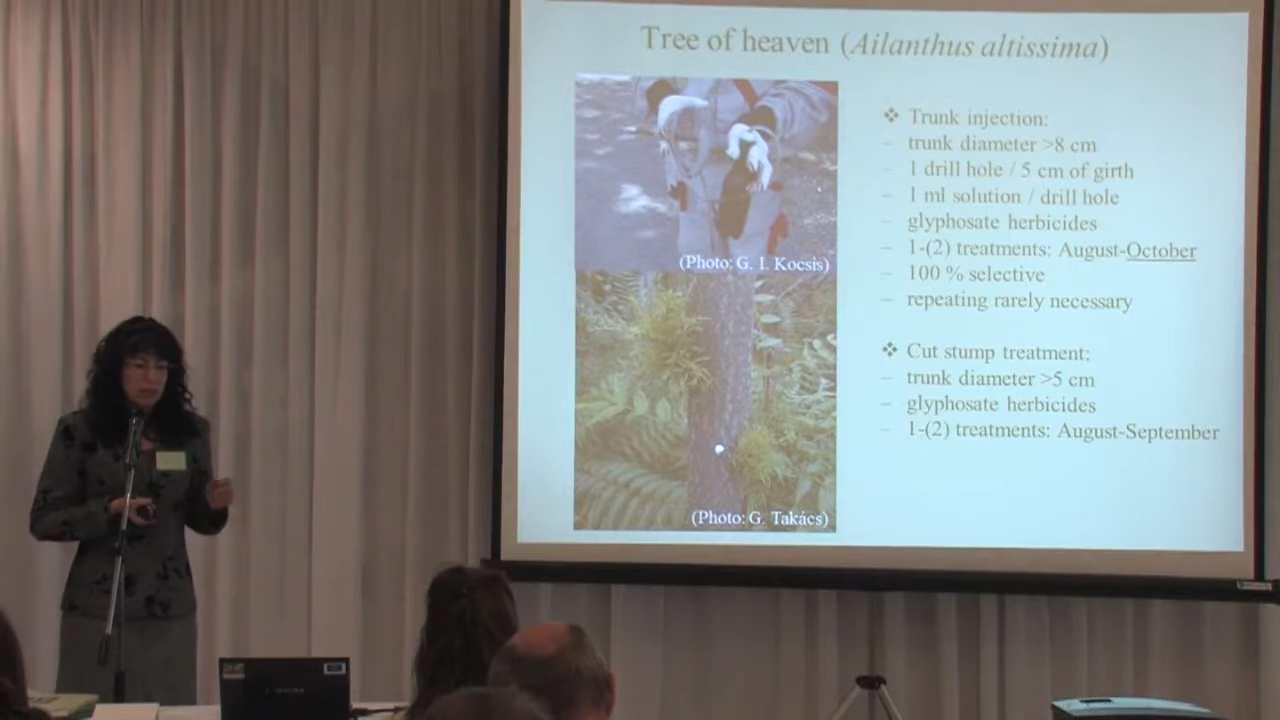 Tree of heaven (Ailanthus altissima)
❖ Trunk injection:
– trunk diameter >8 cm
– 1 drill hole / 5 cm of girth
– 1 ml solution / drill hole
– glyphosate herbicides
– 1-(2) treatments: August-October
– 100 % selective
– repeating rarely necessary
❖ Cut stump treatment:
– trunk diameter >5 cm
– glyphosate herbicides
– 1-(2) treatments: August-September
(Photo: G. I. Kocsis)
(Photo: G. Takács)